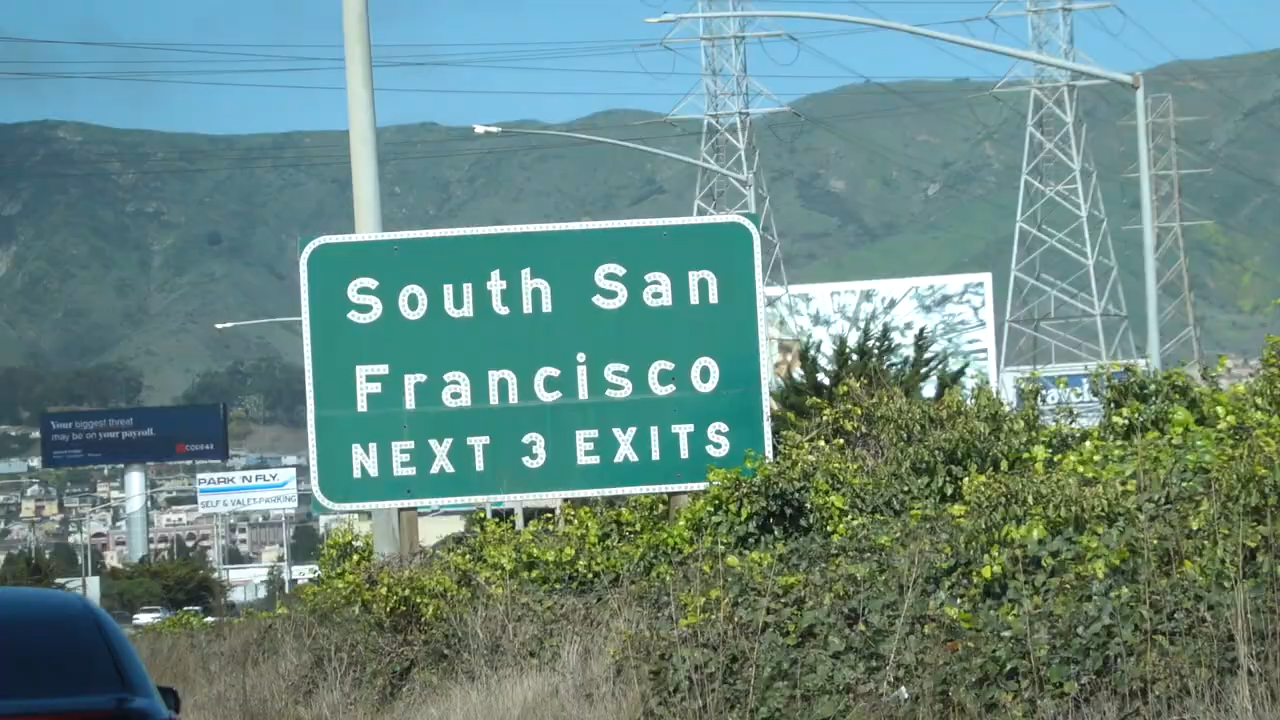 South San
Francisco
NEXT 3 EXITS
Your biggest threat
may be on your payroll.
PARK 'N FLY.
SELF & VALET PARKING